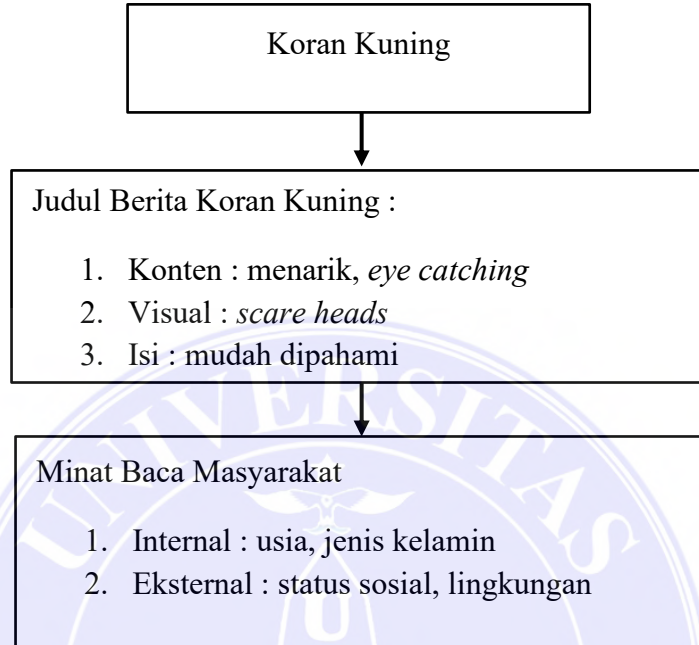 Koran Kuning
Judul Berita Koran Kuning :
1. Konten : menarik, eye catching
2. Visual : scare heads
3. Isi : mudah dipahami
UNIVERSITAS
Minat Baca Masyarakat
1. Internal : usia, jenis kelamin
2. Eksternal : status sosial, lingkungan